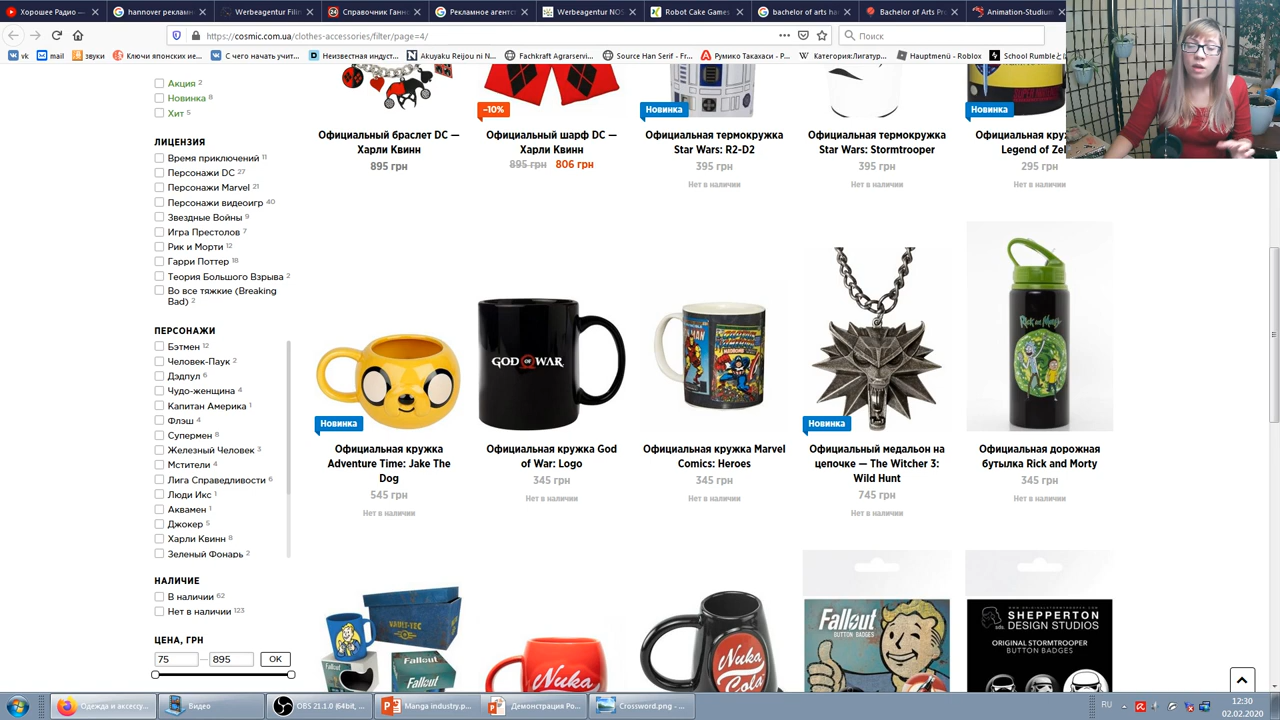 Хорошее Радио —
hannover рекламн
Werbeagentur Filin
Справочник Ганно
Рекламное агентс
Werbeagentur NOS
Robot Cake Games
bachelor of arts ha
Bachelor of Arts Pr
Animation-Studium
https://cosmic.com.ua/clothes-accessories/filter/page=4/
Поиск
vk
mail
звуки
Ключи японских ие...
С чего начать учит...
Неизвестная индуст...
Akuyaku Reijou ni N...
Fachkraft Agrarservi...
Source Han Serif - Fr...
Румико Такахаси - Р...
Категория:Лигатур...
Hauptmenü - Roblox
School Rumble
Акция 2
Новинка 8
Хит 5
ЛИЦЕНЗИЯ
Время приключений 11
Персонажи DC 27
Персонажи Marvel 21
Персонажи видеоигр 40
Звездные Войны 9
Игра Престолов 7
Рик и Морти 12
Гарри Поттер 18
Теория Большого Взрыва 2
Во все тяжкие (Breaking
Bad) 2
ПЕРСОНАЖИ
Бэтмен 12
Человек-Паук 2
Дэдпул 6
Чудо-женщина 4
Капитан Америка 1
Флэш 4
Супермен 8
Железный Человек 3
Мстители 4
Лига Справедливости 6
Люди Икс 1
Аквамен 1
Джокер 5
Харли Квинн 8
Зеленый Фонарь 2
НАЛИЧИЕ
В наличии 62
Нет в наличии 123
ЦЕНА, ГРН
75 — 895 OK
−10%
Новинка
Новинка
Официальный браслет DC —
Харли Квинн
895 грн
Официальный шарф DC —
Харли Квинн
895 грн 806 грн
Официальная термокружка
Star Wars: R2-D2
395 грн
Нет в наличии
Официальная термокружка
Star Wars: Stormtrooper
395 грн
Нет в наличии
Официальная кру
Legend of Zel
295 грн
Нет в наличии
GOD OF WAR
Rick and Morty
Новинка
Новинка
Официальная кружка
Adventure Time: Jake The
Dog
545 грн
Нет в наличии
Официальная кружка God
of War: Logo
345 грн
Нет в наличии
Официальная кружка Marvel
Comics: Heroes
345 грн
Нет в наличии
Официальный медальон на
цепочке — The Witcher 3:
Wild Hunt
745 грн
Нет в наличии
Официальная дорожная
бутылка Rick and Morty
345 грн
Нет в наличии
VAULT-TEC
Fallout
Fallout
Nuka
Nuka
Cola
Fallout
BUTTON BADGES
SHEPPERTON
DESIGN STUDIOS
ORIGINAL STORMTROOPER
BUTTON BADGES
Одежда и аксессу...
Видео
OBS 21.1.0 (64bit, ...
Manga industry.p...
Демонстрация Po...
Crossword.png - ...
RU
12:30
02.02.2020